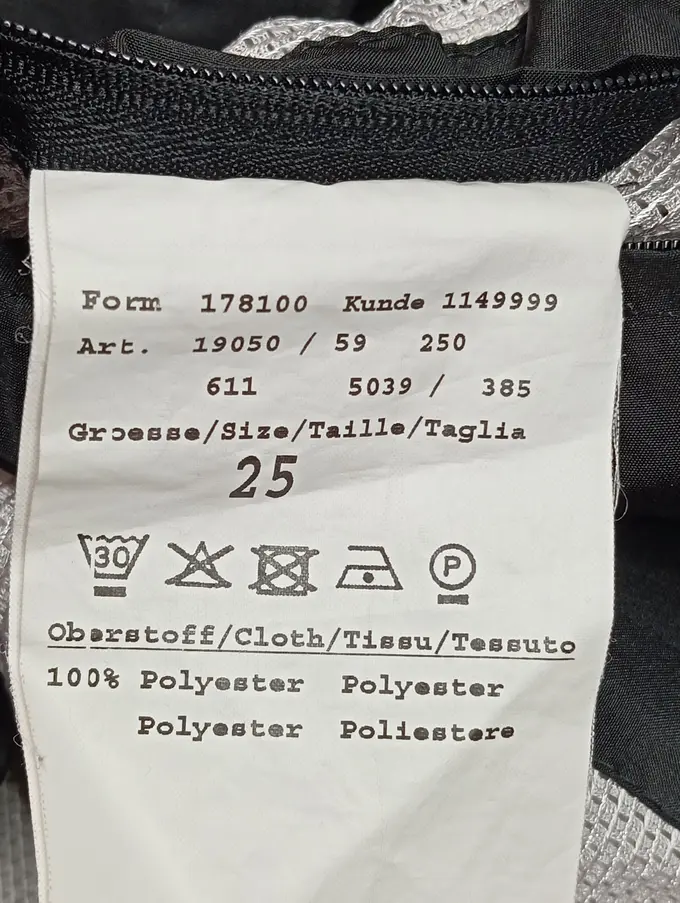 Form 178100 Kunde 1149999
Art. 19050 / 59 250
611 5039 / 385
Groesse/Size/Taille/Taglia
25
30 P
Oberstoff/Cloth/Tissu/Tessuto
100% Polyester Polyester
Polyester Poliestere